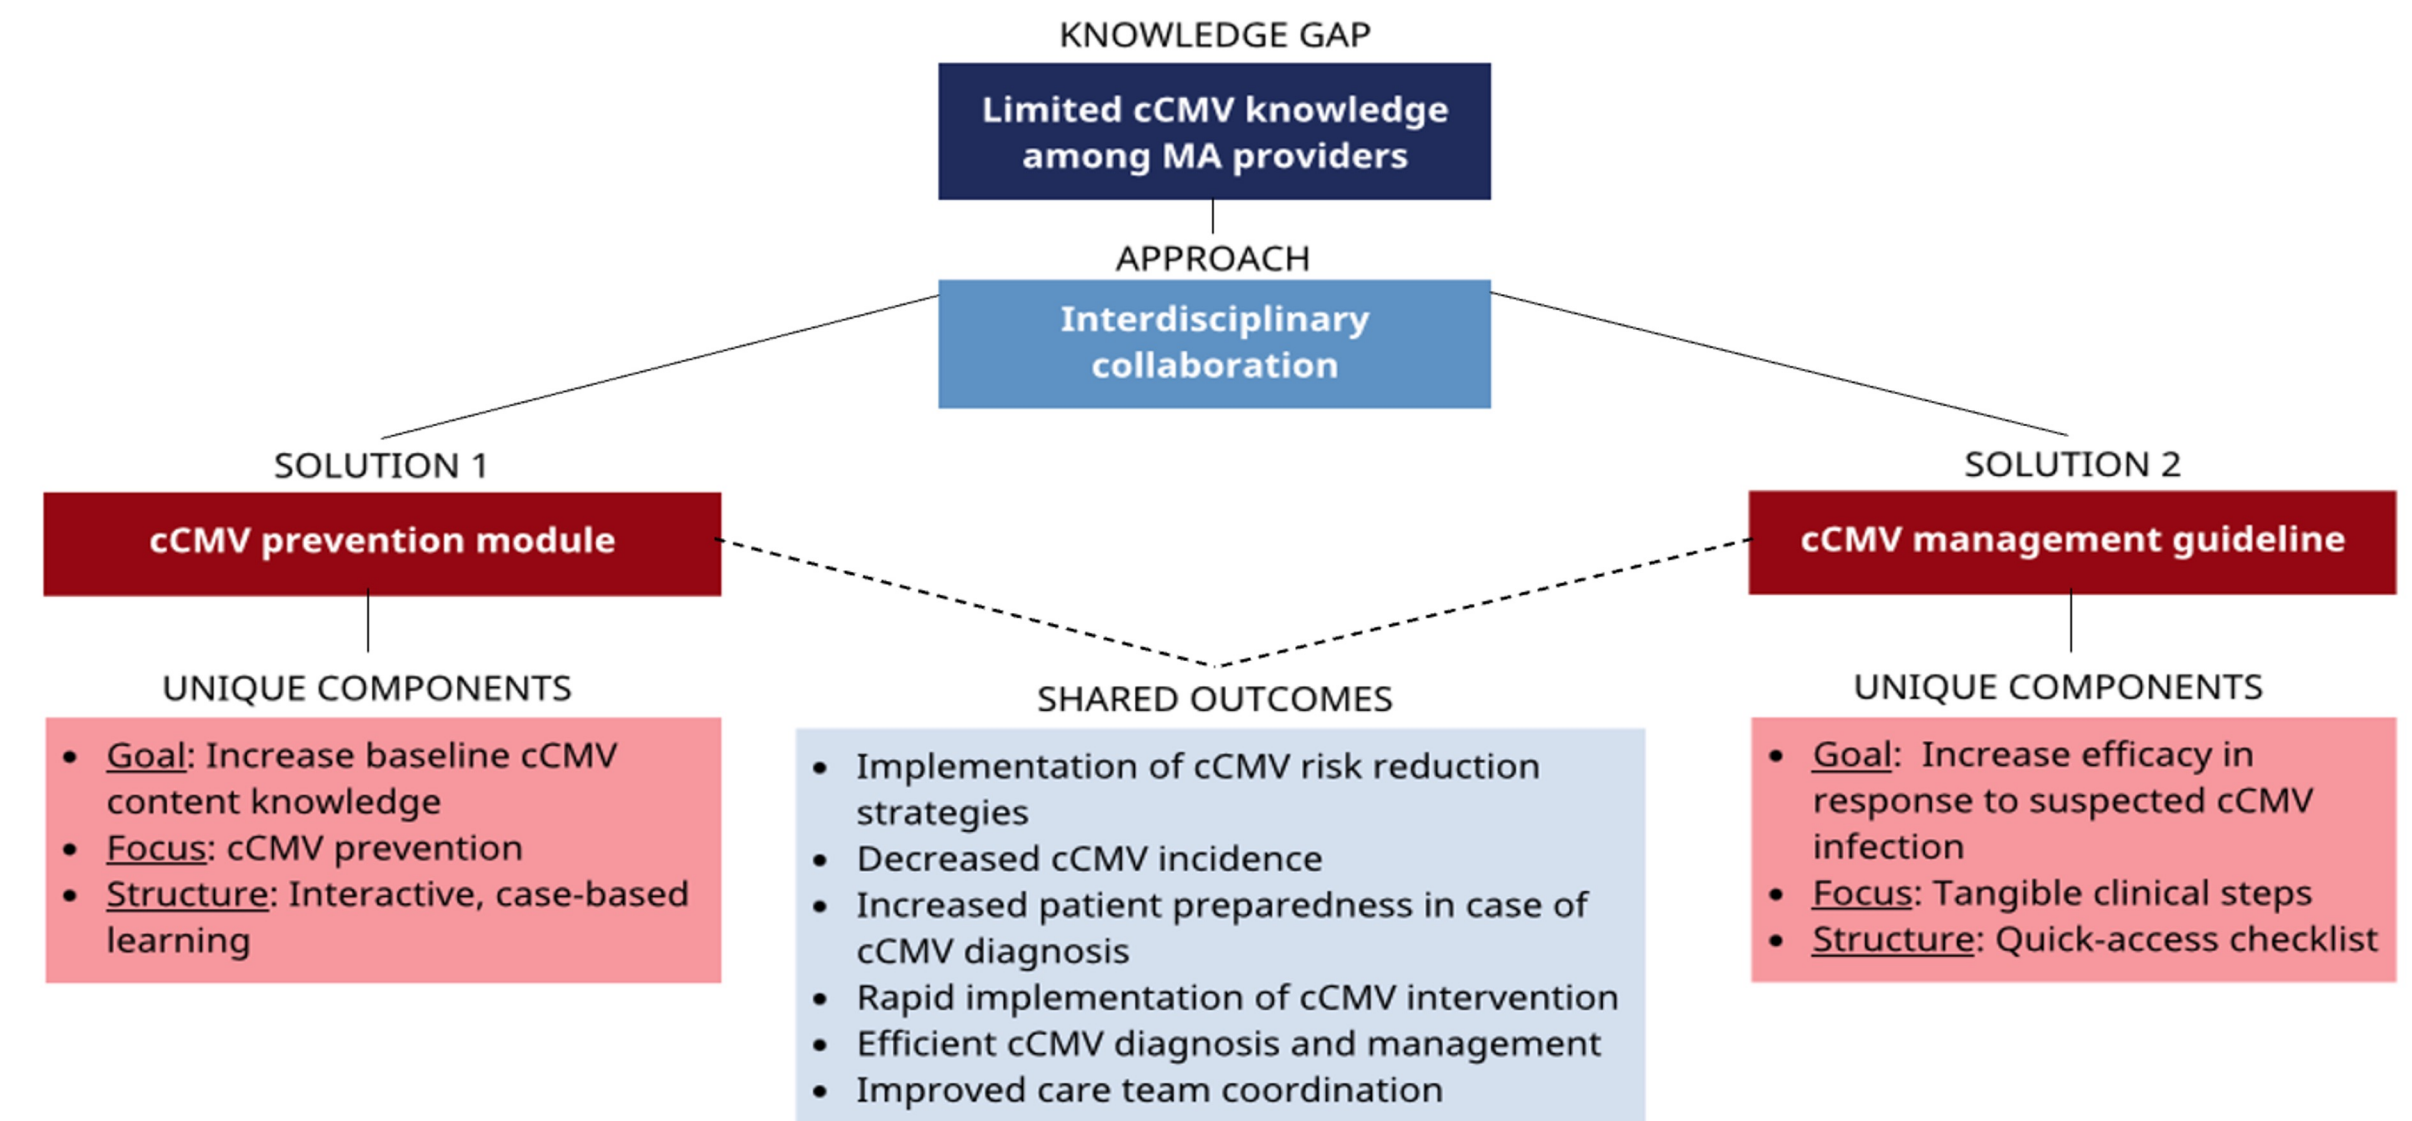 KNOWLEDGE GAP
Limited cCMV knowledge
among MA providers
APPROACH
Interdisciplinary
collaboration
SOLUTION 1
cCMV prevention module
SOLUTION 2
cCMV management guideline
UNIQUE COMPONENTS
• Goal: Increase baseline cCMV
content knowledge
• Focus: cCMV prevention
• Structure: Interactive, case-based
learning
SHARED OUTCOMES
• Implementation of cCMV risk reduction
strategies
• Decreased cCMV incidence
• Increased patient preparedness in case of
cCMV diagnosis
• Rapid implementation of cCMV intervention
• Efficient cCMV diagnosis and management
• Improved care team coordination
UNIQUE COMPONENTS
• Goal:  Increase efficacy in
response to suspected cCMV
infection
• Focus: Tangible clinical steps
• Structure: Quick-access checklist